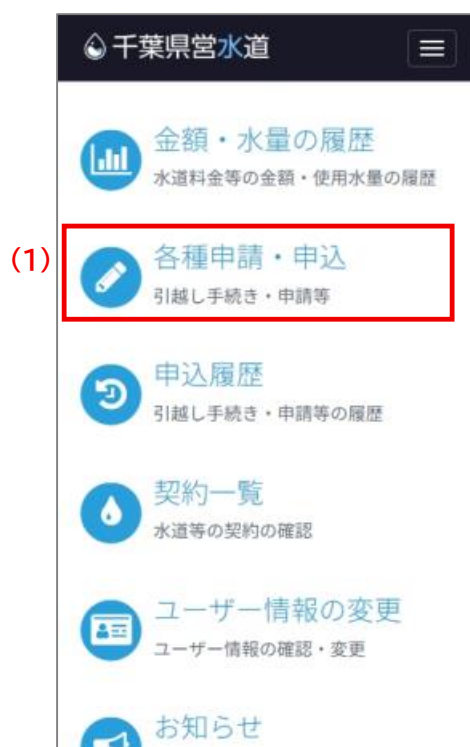 千葉県営水道
金額・水量の履歴
水道料金等の金額・使用水量の履歴
(1)
各種申請・申込
引越し手続き・申請等
申込履歴
引越し手続き・申請等の履歴
契約一覧
水道等の契約の確認
ユーザー情報の変更
ユーザー情報の確認・変更
お知らせ